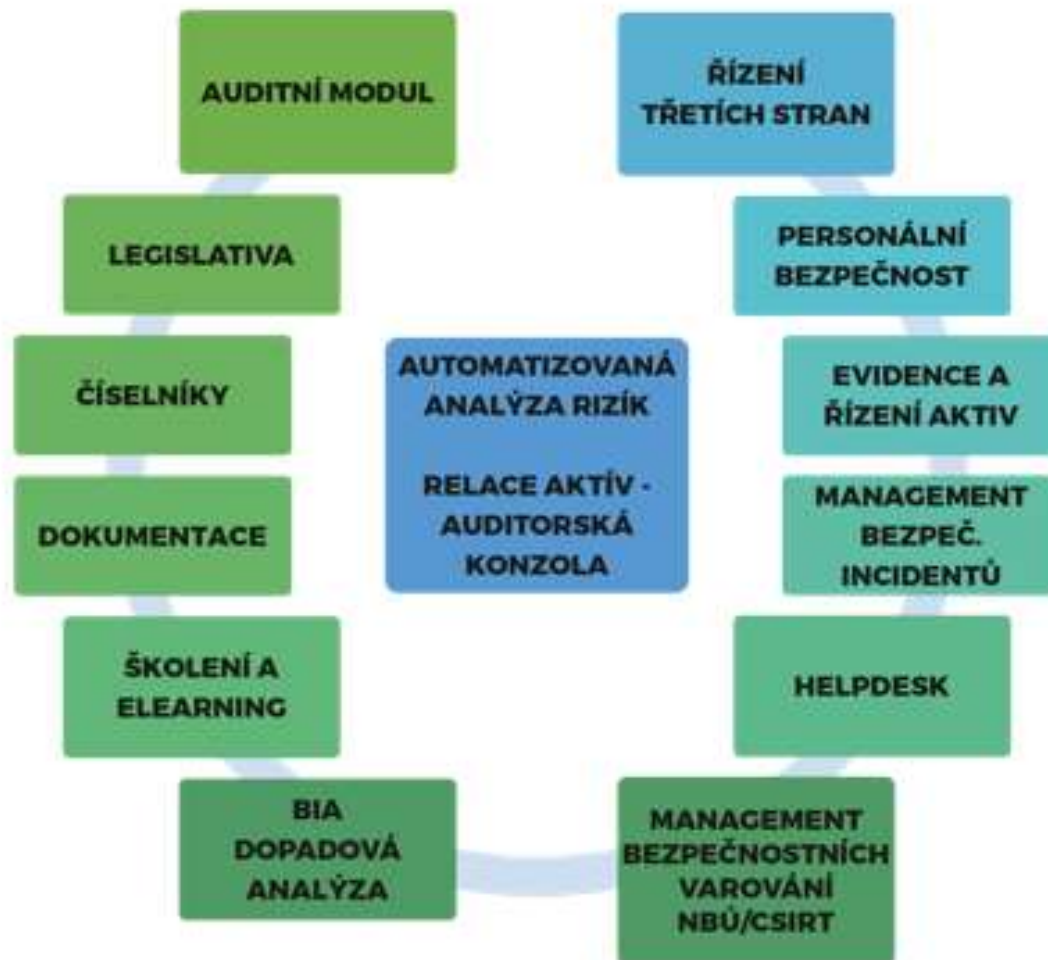 AUDITNÍ MODUL
ŘÍZENÍ
TŘETÍCH STRAN
LEGISLATIVA
PERSONÁLNÍ
BEZPEČNOST
ČÍSELNÍKY
AUTOMATIZOVANÁ
ANALÝZA RIZÍK
RELACE AKTÍV -
AUDITORSKÁ
KONZOLA
EVIDENCE A
ŘÍZENÍ AKTIV
DOKUMENTACE
MANAGEMENT
BEZPEČ.
INCIDENTŮ
ŠKOLENÍ A
ELEARNING
HELPDESK
BIA
DOPADOVÁ
ANALÝZA
MANAGEMENT
BEZPEČNOSTNÍCH
VAROVÁNÍ
NBÚ/CSIRT